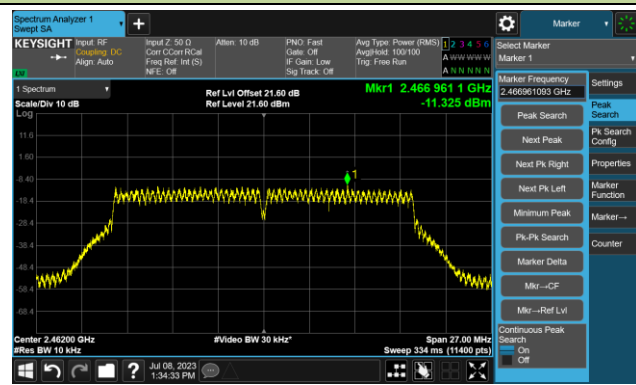 Spectrum Analyzer 1
Swept SA
Marker
KEYSIGHT
Input: RF
Coupling: DC
Align: Auto
Input Z: 50 Ω
Corr CCorr RCal
Freq Ref: Int (S)
NFE: Off
Atten: 10 dB
PNO: Fast
Gate: Off
IF Gain: Low
Sig Track: Off
Avg Type: Power (RMS)
Avg|Hold: 100/100
Trig: Free Run
1 2 3 4 5 6
A W W W W W
A N N N N N
Select Marker
Marker 1
1 Spectrum
Scale/Div 10 dB
Log
Ref Lvl Offset 21.60 dB
Ref Level 21.60 dBm
Mkr1 2.466 961 1 GHz
-11.325 dBm
11.6
1.60
-8.40
-18.4
-28.4
-38.4
-48.4
-58.4
-68.4
1
Center 2.46200 GHz
#Res BW 10 kHz
#Video BW 30 kHz*
Span 27.00 MHz
Sweep 334 ms (11400 pts)
Marker Frequency
2.466961093 GHz
Peak Search
Next Peak
Next Pk Right
Next Pk Left
Minimum Peak
Pk-Pk Search
Marker Delta
Mkr→CF
Mkr→Ref Lvl
Continuous Peak
Search
On
Off
Settings
Peak
Search
Pk Search
Config
Properties
Marker
Function
Marker→
Counter
Jul 08, 2023
1:34:33 PM